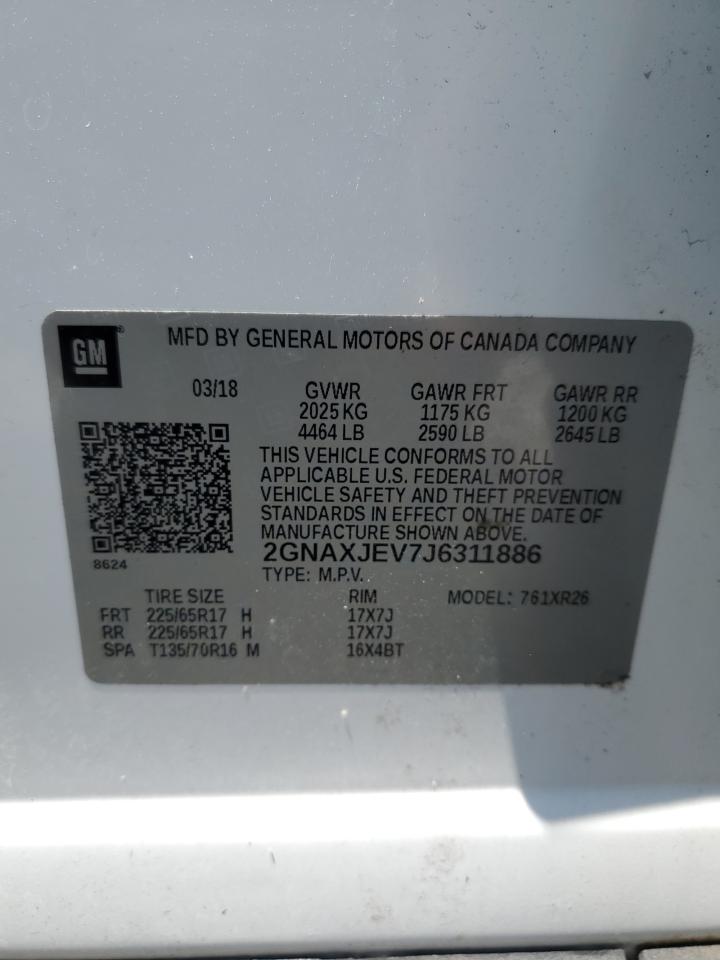 GM ®
MFD BY GENERAL MOTORS OF CANADA COMPANY
03/18 GVWR GAWR FRT GAWR RR
2025 KG 1175 KG 1200 KG
4464 LB 2590 LB 2645 LB
THIS VEHICLE CONFORMS TO ALL
APPLICABLE U.S. FEDERAL MOTOR
VEHICLE SAFETY AND THEFT PREVENTION
STANDARDS IN EFFECT ON THE DATE OF
MANUFACTURE SHOWN ABOVE.
2GNAXJEV7J6311886
8624
TYPE: M.P.V.
TIRE SIZE RIM MODEL: 761XR26
FRT 225/65R17 H 17X7J
RR 225/65R17 H 17X7J
SPA T135/70R16 M 16X4BT